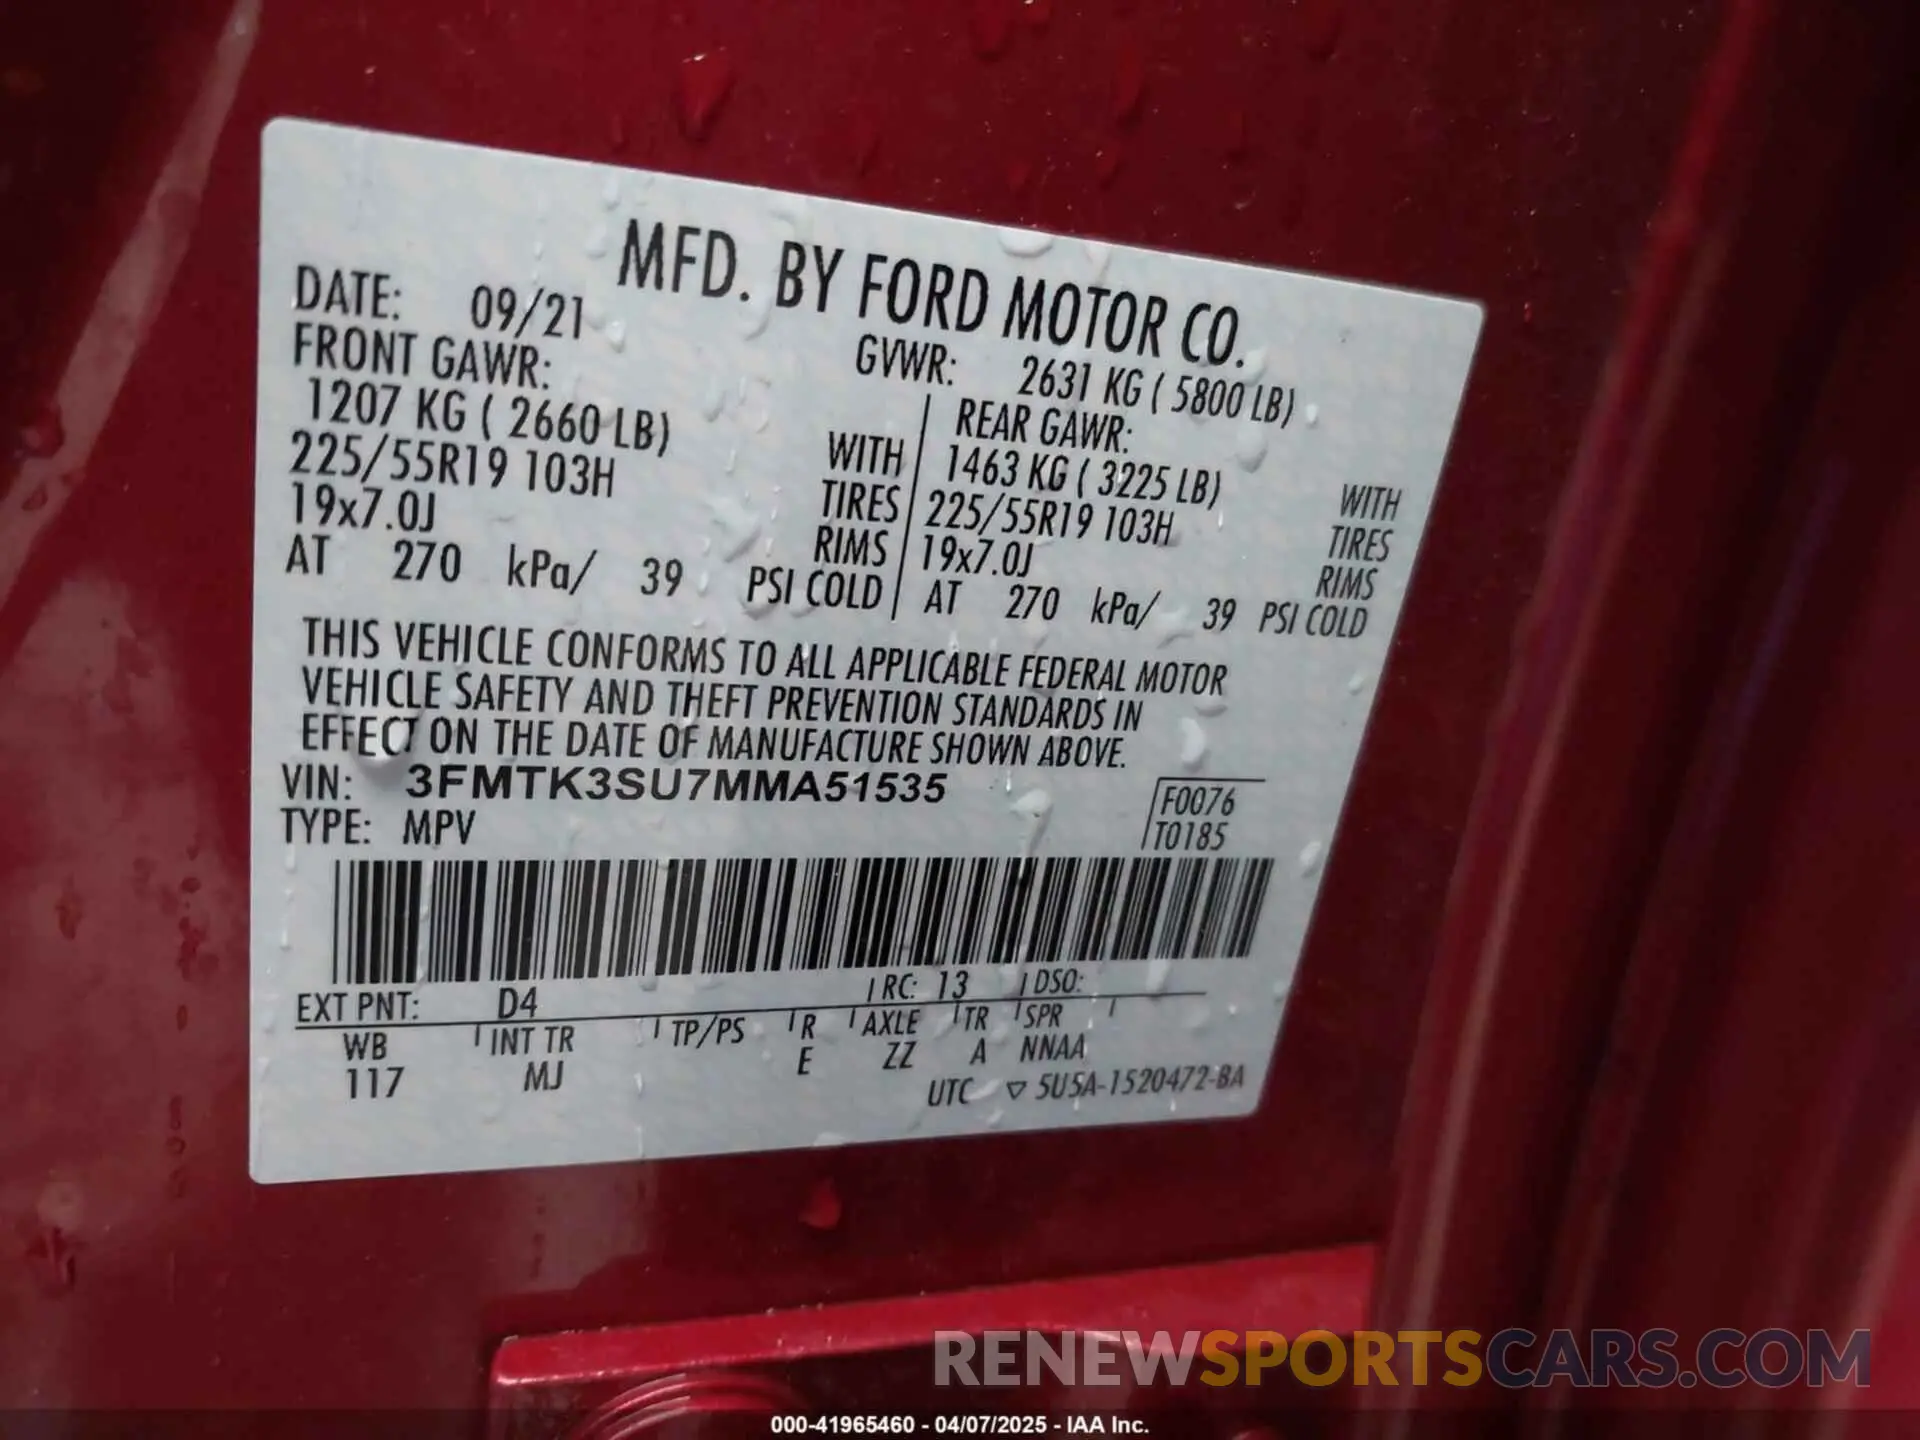 MFD. BY FORD MOTOR CO.
DATE: 09/21
GVWR: 2631 KG ( 5800 LB)
FRONT GAWR:
1207 KG ( 2660 LB) WITH
225/55R19 103H TIRES
19x7.0J RIMS
AT 270 kPa/ 39 PSI COLD
REAR GAWR:
1463 KG ( 3225 LB) WITH
225/55R19 103H TIRES
19x7.0J RIMS
AT 270 kPa/ 39 PSI COLD
THIS VEHICLE CONFORMS TO ALL APPLICABLE FEDERAL MOTOR
VEHICLE SAFETY AND THEFT PREVENTION STANDARDS IN
EFFECT ON THE DATE OF MANUFACTURE SHOWN ABOVE.
VIN: 3FMTK3SU7MMA51535
TYPE: MPV
F0076
T0185
EXT PNT: D4 RC: 13 DSO:
WB INT TR TP/PS R AXLE TR SPR
117 MJ E ZZ A NNAA
UTC ▽ 5U5A-1520472-BA
RENEWSPORTSCARS.COM
000-41965460 - 04/07/2025 - IAA Inc.